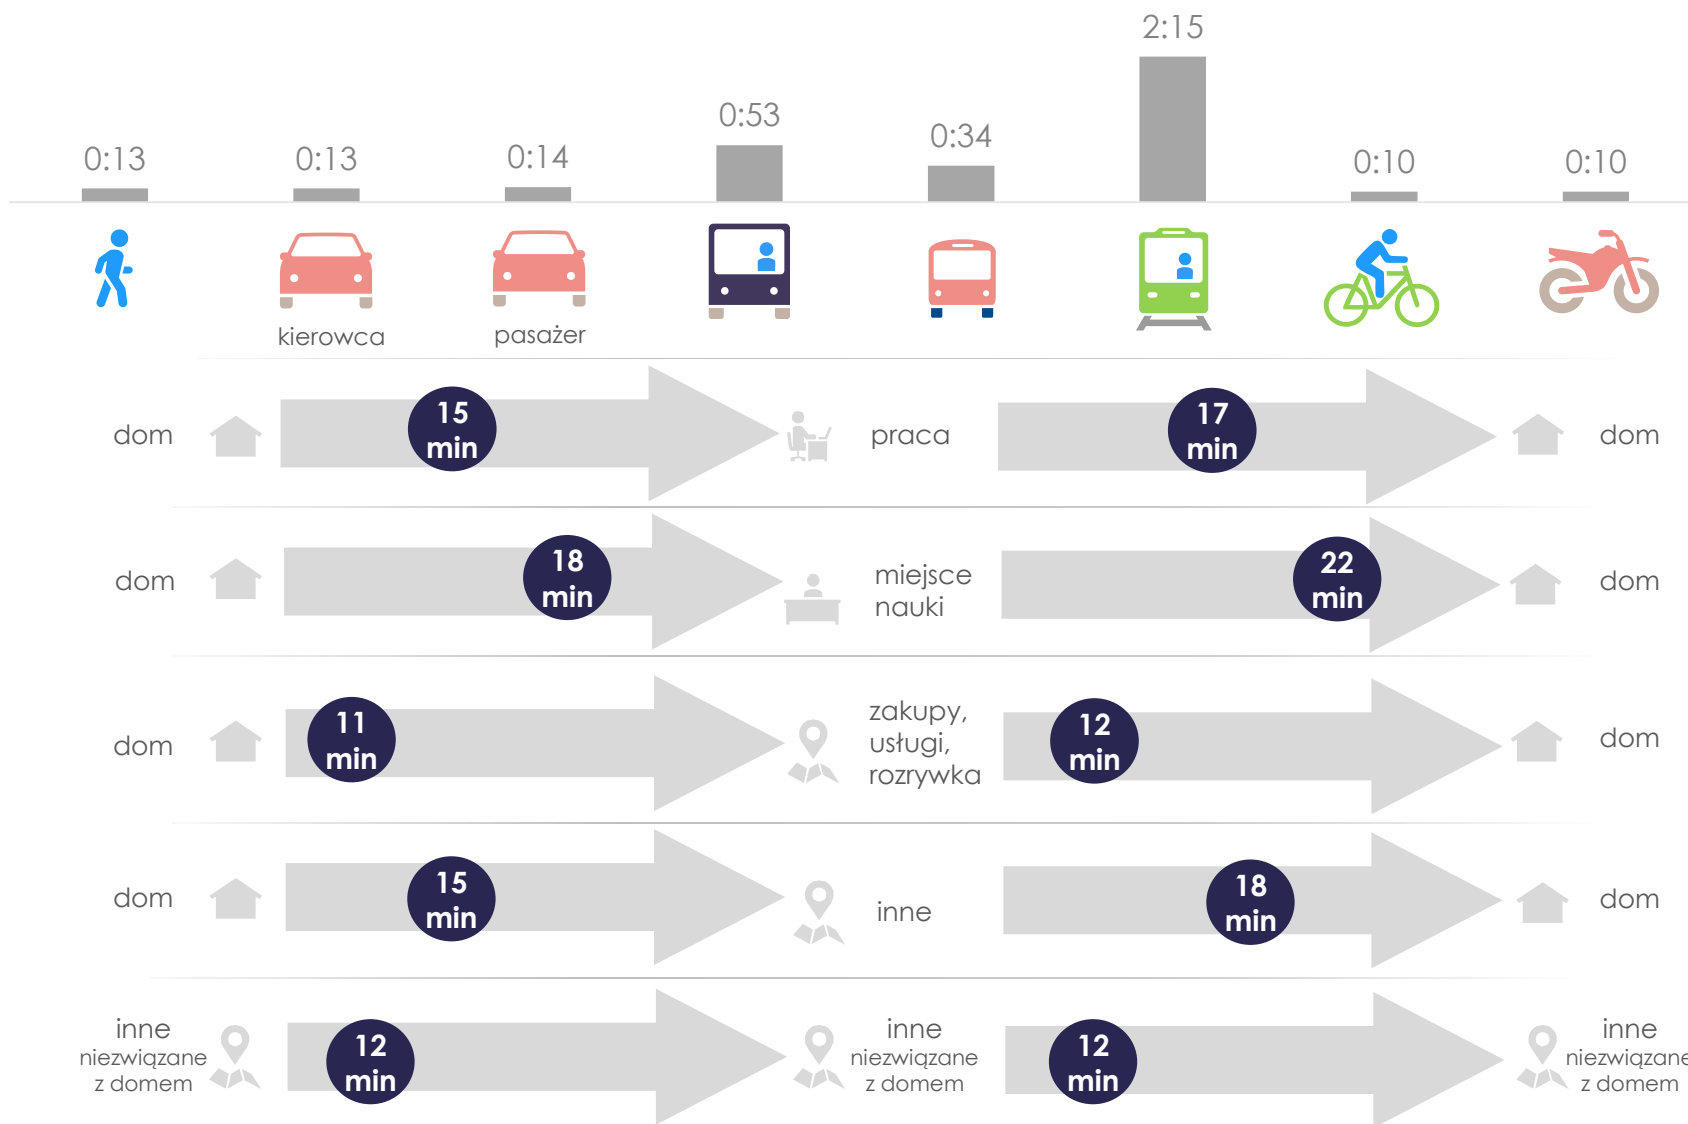 2:15
0:53
0:34
0:13
0:13
0:14
0:10
0:10
kierowca
pasażer
dom
15
min
praca
17
min
dom
dom
18
min
miejsce
nauki
22
min
dom
dom
11
min
zakupy,
usługi,
rozrywka
12
min
dom
dom
15
min
inne
18
min
dom
inne
niezwiązane
z domem
12
min
inne
niezwiązane
z domem
12
min
inne
niezwiązane
z domem